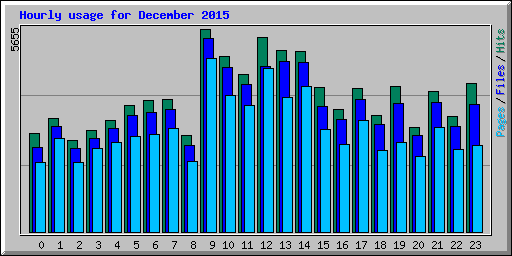 Hourly usage for December 2015
5655
Pages / Files / Hits
0 1 2 3 4 5 6 7 8 9 10 11 12 13 14 15 16 17 18 19 20 21 22 23